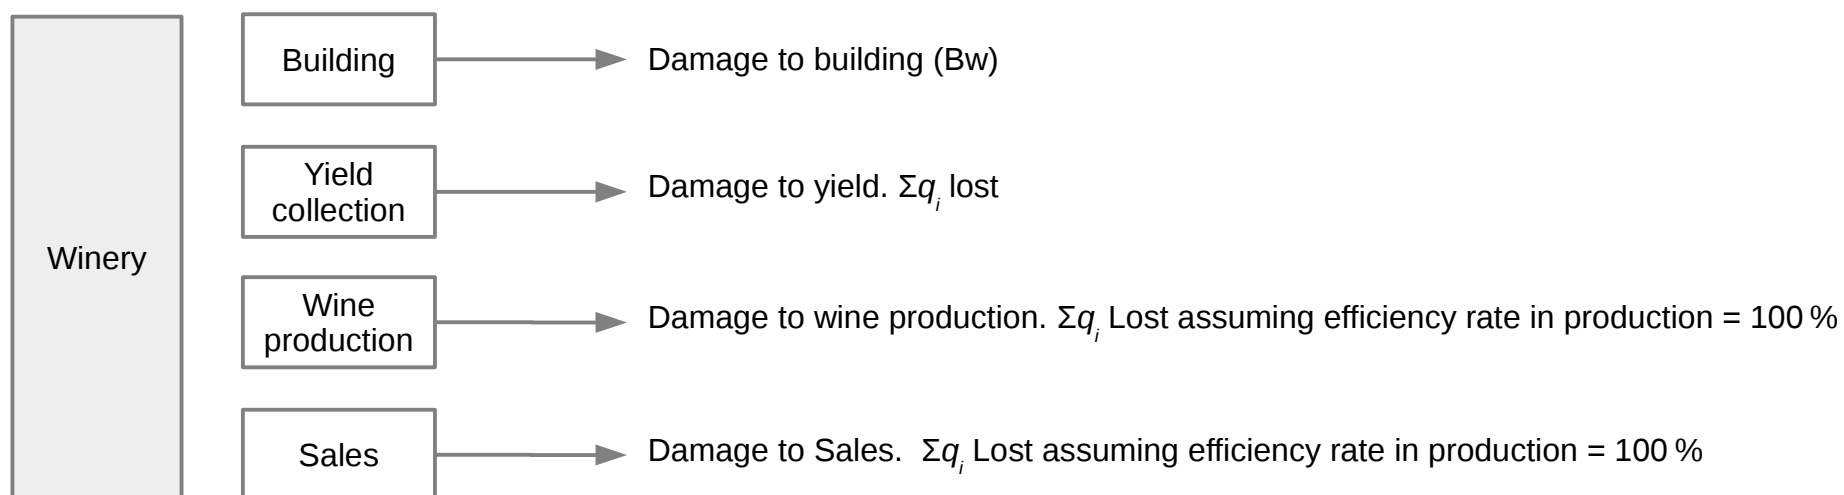 Winery
Building
Damage to building (Bw)
Yield
collection
Damage to yield. Σqᵢ lost
Wine
production
Damage to wine production. Σqᵢ Lost assuming efficiency rate in production = 100 %
Sales
Damage to Sales.  Σqᵢ Lost assuming efficiency rate in production = 100 %